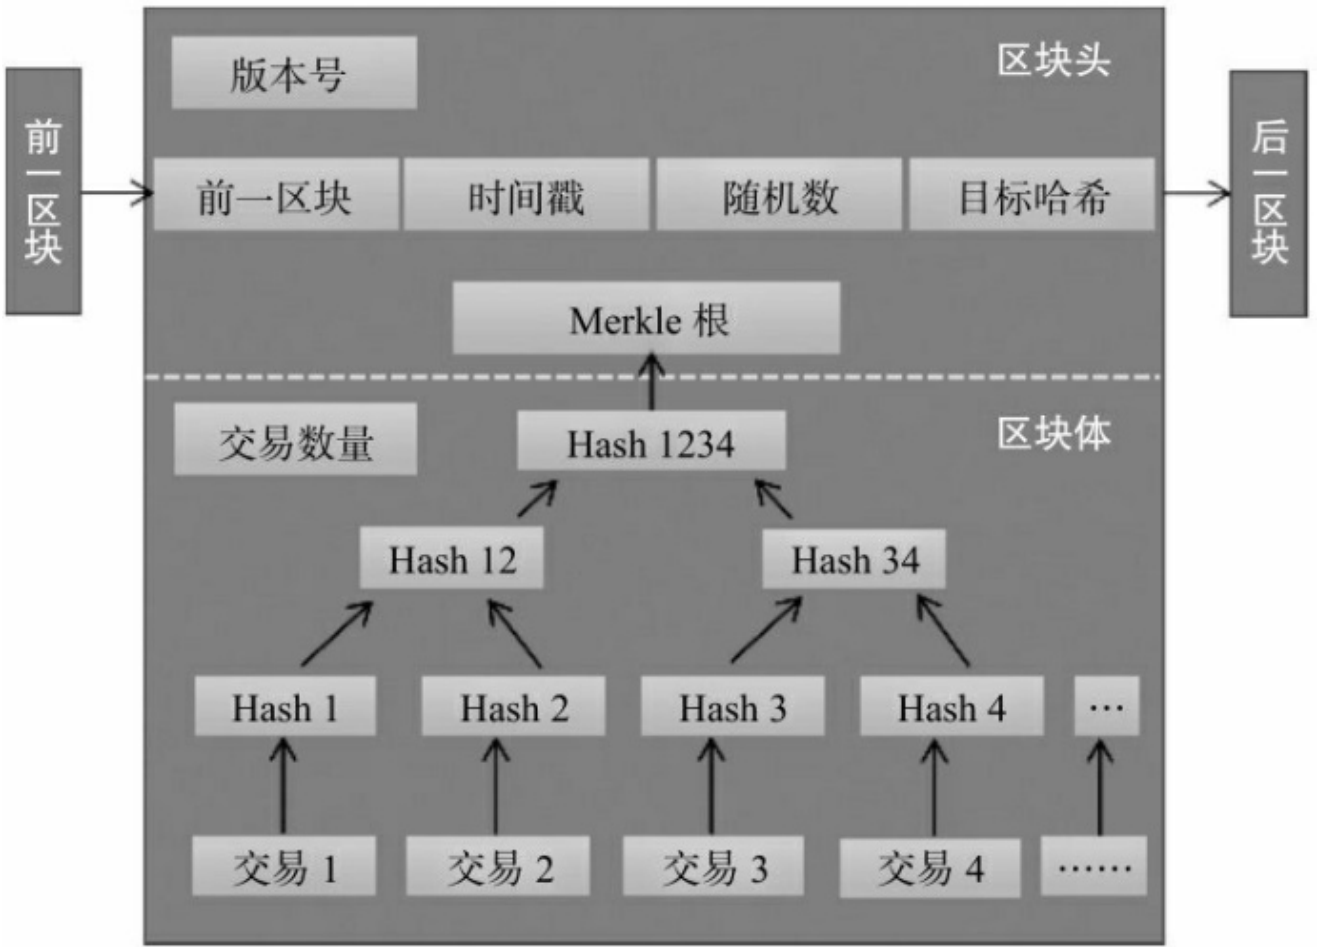 区块头
版本号
前一区块
前一区块
时间戳
随机数
目标哈希
后一区块
Merkle 根
交易数量
Hash 1234
区块体
Hash 12
Hash 34
Hash 1
Hash 2
Hash 3
Hash 4
…
交易 1
交易 2
交易 3
交易 4
……